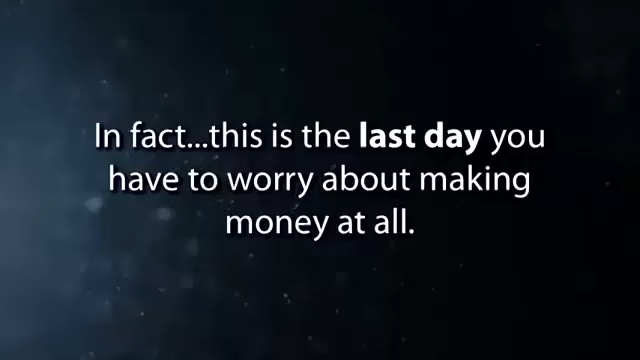 In fact...this is the last day you
have to worry about making
money at all.